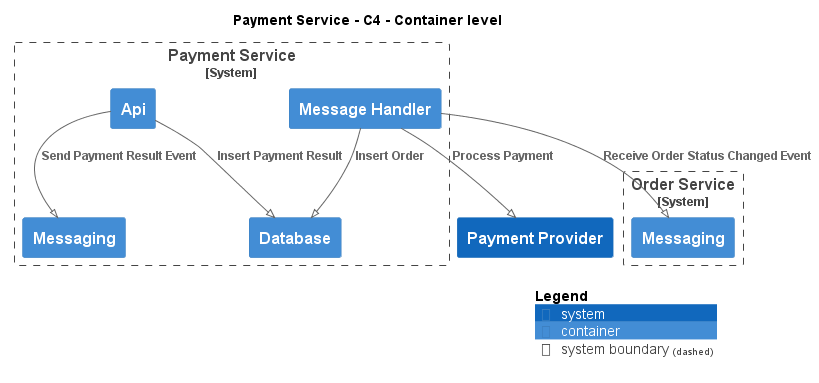 Payment Service - C4 - Container level
Payment Service
[System]
Api
Message Handler
Send Payment Result Event
Insert Payment Result
Insert Order
Process Payment
Receive Order Status Changed Event
Order Service
[System]
Messaging
Database
Payment Provider
Messaging
Legend
system
container
system boundary (dashed)